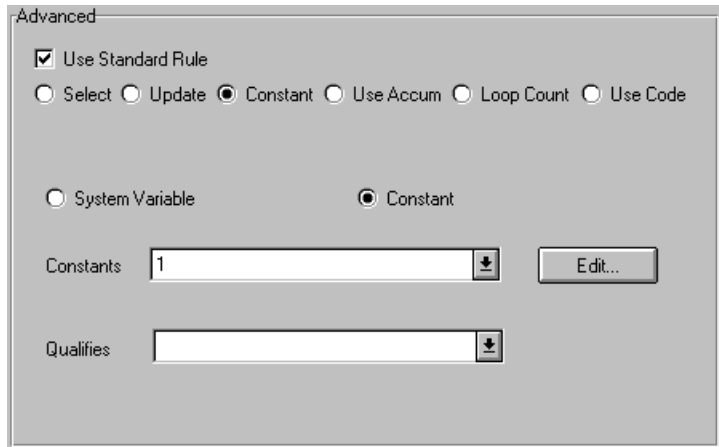 Advanced
Use Standard Rule
Select Update Constant Use Accum Loop Count Use Code
System Variable Constant
Constants 1 Edit...
Qualifies